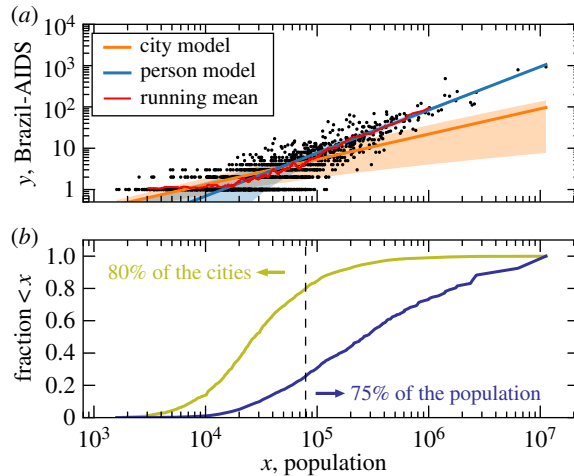 (a)
10⁴
10³
10²
10
1
y, Brazil-AIDS
city model
person model
running mean
(b)
1.0
0.8
0.6
0.4
0.2
0
fraction < x
80% of the cities
75% of the population
10³ 10⁴ 10⁵ 10⁶ 10⁷
x, population